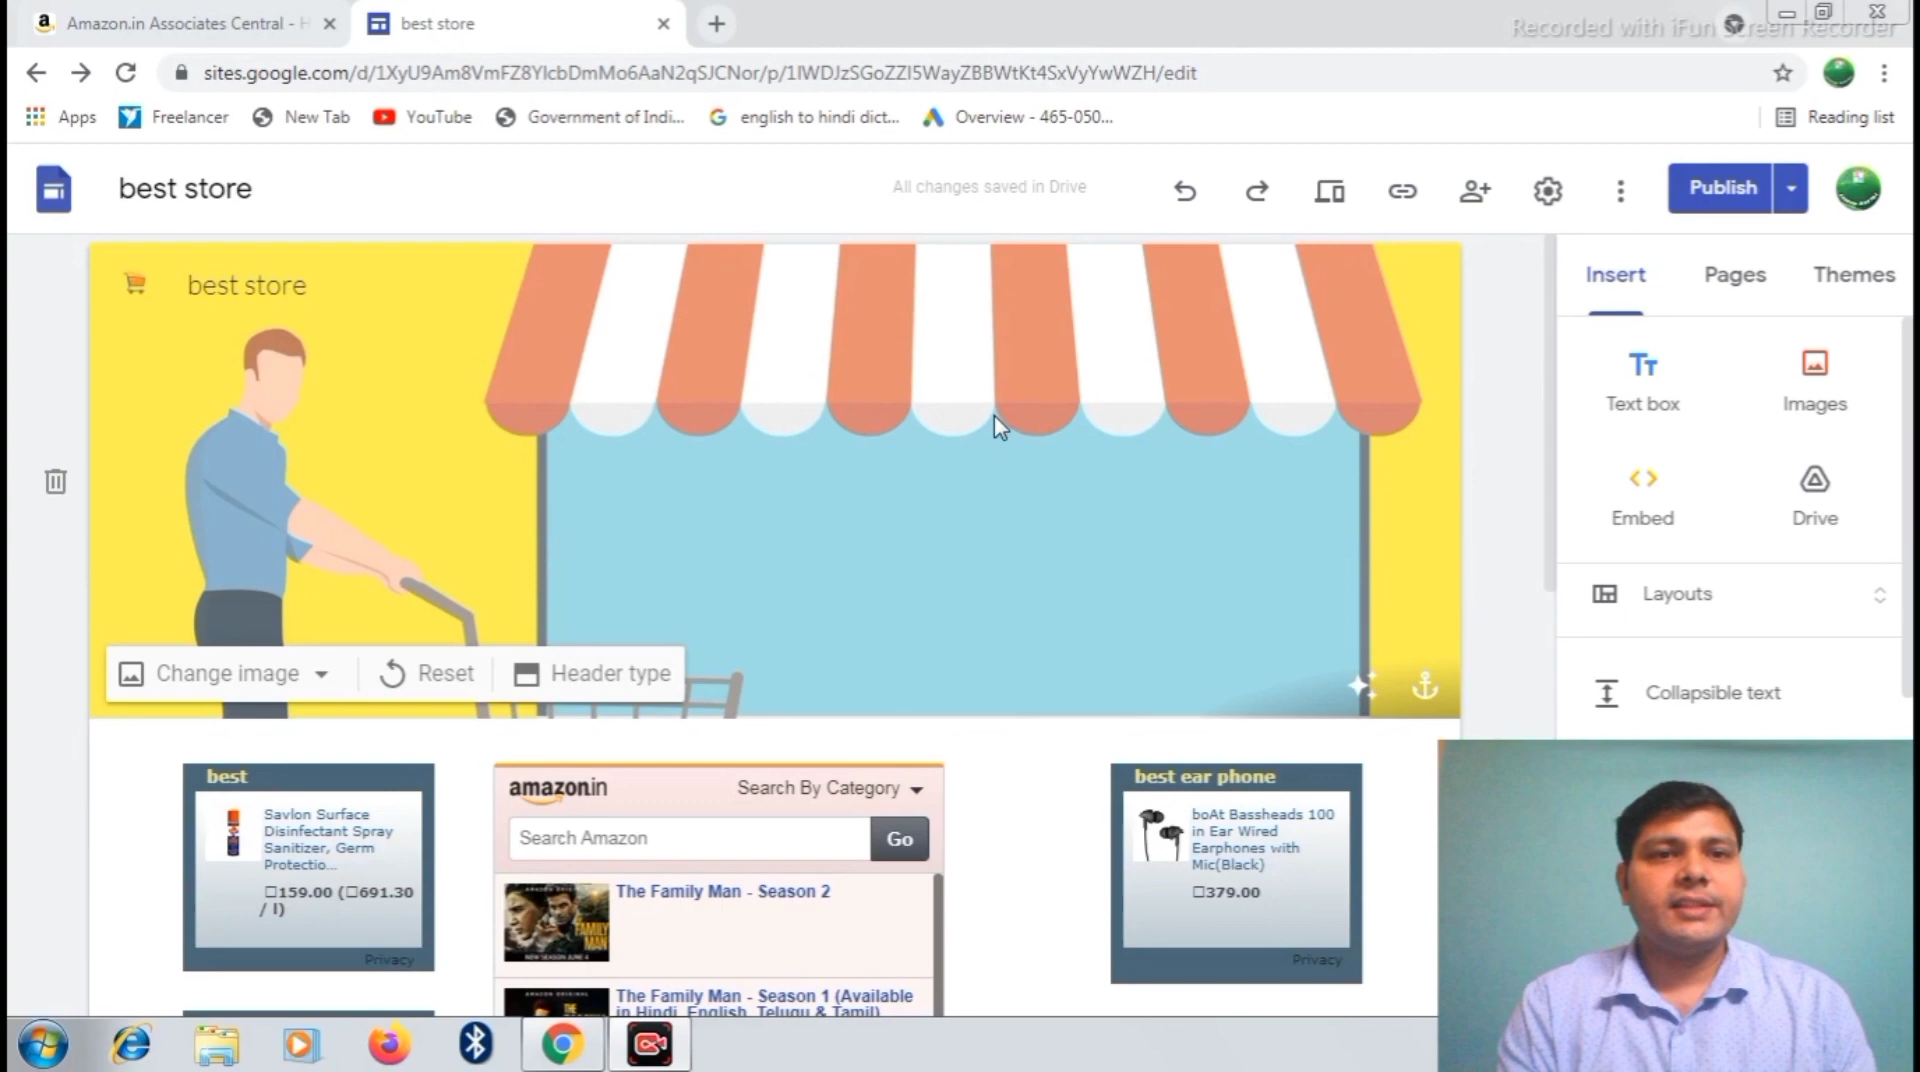 Amazon.in Associates Central - H
best store
Recorded with iFun Screen Recorder
sites.google.com/d/1XyU9Am8VmFZ8YlcbDmMo6AaN2qSJCNor/p/1IWDJzSGoZZI5WayZBBWtKt4SxVyYwWZH/edit
Apps
Freelancer
New Tab
YouTube
Government of Indi...
english to hindi dict...
Overview - 465-050...
Reading list
best store
All changes saved in Drive
Publish
best store
Insert
Pages
Themes
Text box
Images
Embed
Drive
Layouts
Change image
Reset
Header type
Collapsible text
best
Savlon Surface
Disinfectant Spray
Sanitizer, Germ
Protectio...
□159.00 (□691.30
/ l)
Privacy
amazon.in
Search By Category
Search Amazon
Go
The Family Man - Season 2
The Family Man - Season 1 (Available
in Hindi, English, Telugu & Tamil)
best ear phone
boAt Bassheads 100
in Ear Wired
Earphones with
Mic(Black)
□379.00
Privacy